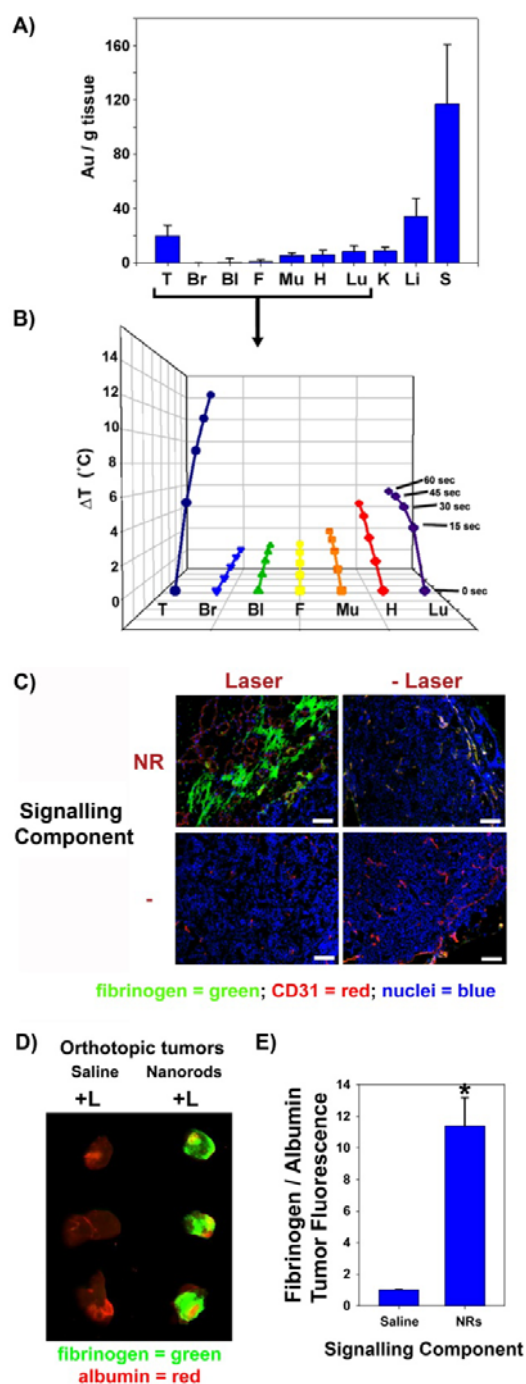 A)
160
120
80
40
0
Au / g tissue
T Br Bl F Mu H Lu K Li S
B)
14
12
10
8
6
4
2
0
ΔT (˚C)
60 sec
45 sec
30 sec
15 sec
0 sec
T Br Bl F Mu H Lu
C)
Laser - Laser
NR
Signalling
Component
-
fibrinogen = green; CD31 = red; nuclei = blue
D)
Orthotopic tumors
Saline Nanorods
+L +L
fibrinogen = green
albumin = red
E)
14
12
10
8
6
4
2
0
Fibrinogen / Albumin
Tumor Fluorescence
*
Saline NRs
Signalling Component